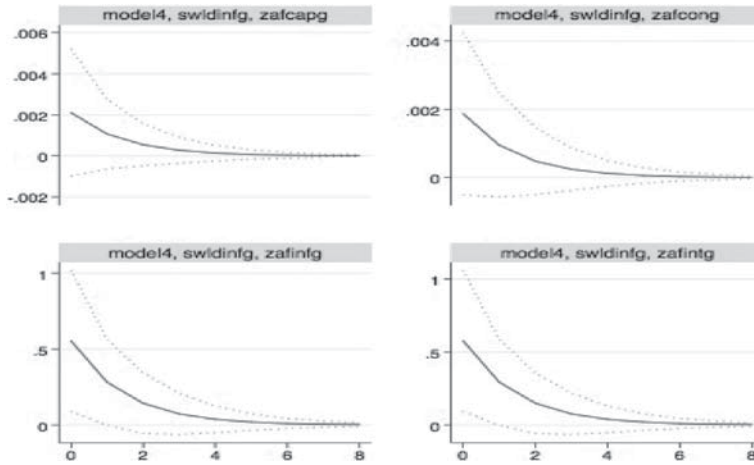 model4, swldinfg, zafcapg
.006
.004
.002
0
-.002
model4, swldinfg, zafcong
.004
.002
0
model4, swldinfg, zafinfg
1
.5
0
0 2 4 6 8
model4, swldinfg, zafintg
1
.5
0
0 2 4 6 8